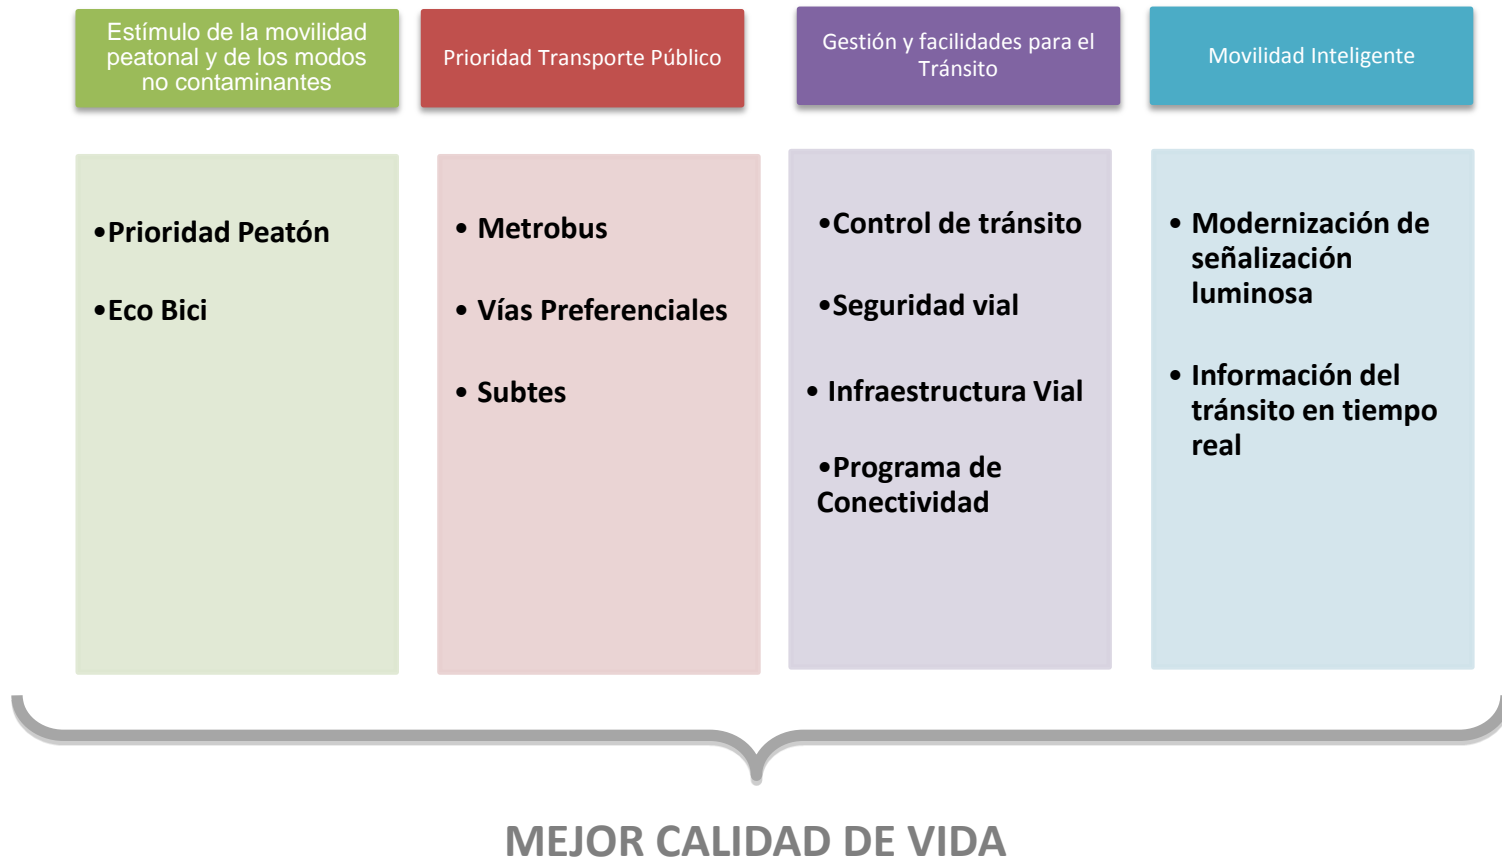 Estímulo de la movilidad
peatonal y de los modos
no contaminantes
Prioridad Transporte Público
Gestión y facilidades para el
Tránsito
Movilidad Inteligente
•Prioridad Peatón
•Eco Bici
• Metrobus
• Vías Preferenciales
• Subtes
•Control de tránsito
•Seguridad vial
• Infraestructura Vial
•Programa de
Conectividad
• Modernización de
señalización
luminosa
• Información del
tránsito en tiempo
real
MEJOR CALIDAD DE VIDA